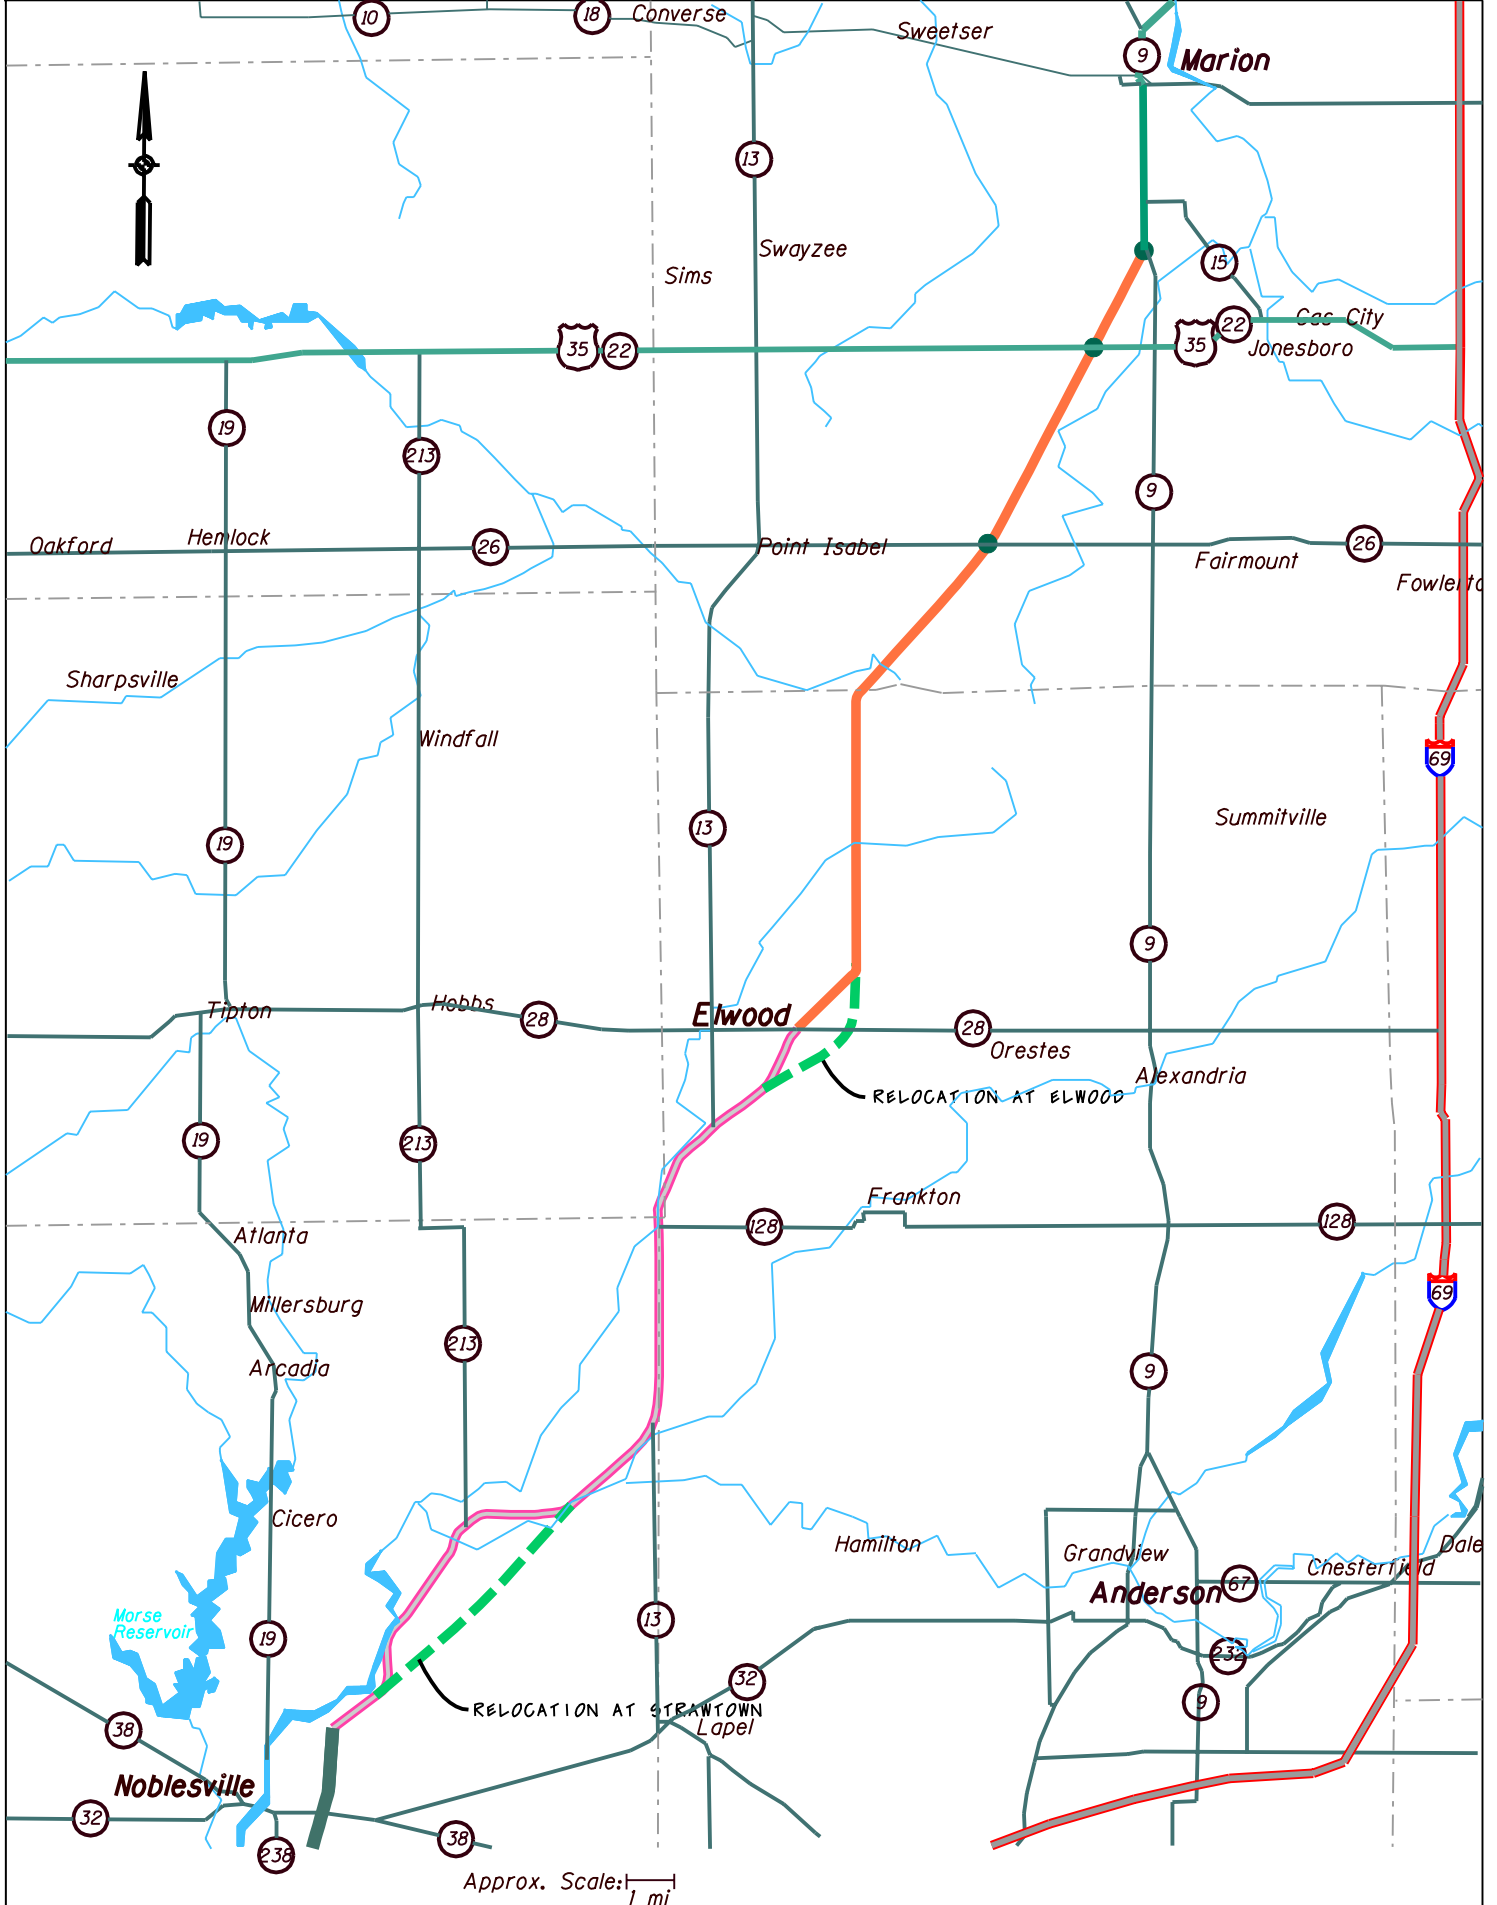 10
18
Converse
Sweetser
9
Marion
13
Swayzee
Sims
15
22
Gas City
35
22
35
Jonesboro
19
213
9
Oakford
Hemlock
26
Point Isabel
26
Fairmount
Fowlerto
Sharpsville
Windfall
69
Summitville
13
19
9
Tipton
Hobbs
28
Elwood
28
Orestes
Alexandria
RELOCATION AT ELWOOD
19
213
Frankton
128
128
Atlanta
Millersburg
69
Arcadia
213
9
Cicero
Hamilton
Grandview
Chesterfield
Dale
Anderson
67
Morse
Reservoir
19
13
232
32
9
RELOCATION AT STRAWTOWN
Lapel
38
Noblesville
32
38
238
Approx. Scale:
1 mi